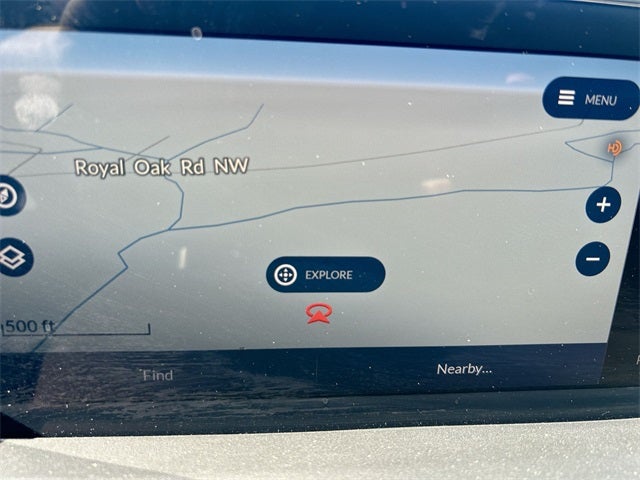 MENU
Royal Oak Rd NW
EXPLORE
500 ft
Find
Nearby...